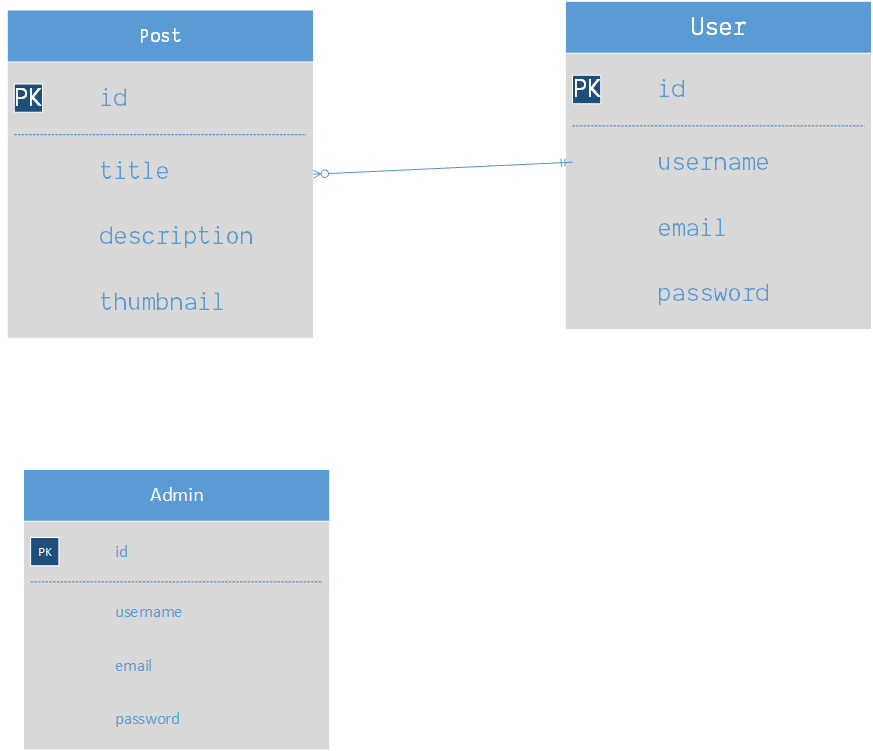 Post
PK id
title
description
thumbnail
User
PK id
username
email
password
Admin
PK id
username
email
password